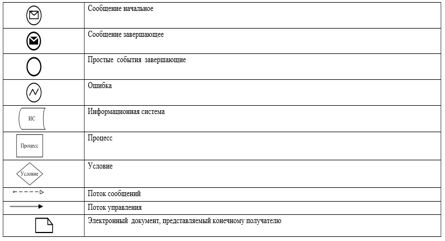 Сообщение начальное
Сообщение завершающее
Простые события завершающие
Ошибка
ИС
Информационная система
Процесс
Процесс
Условие
Условие
Поток сообщений
Поток управления
Электронный документ, представляемый конечному получателю